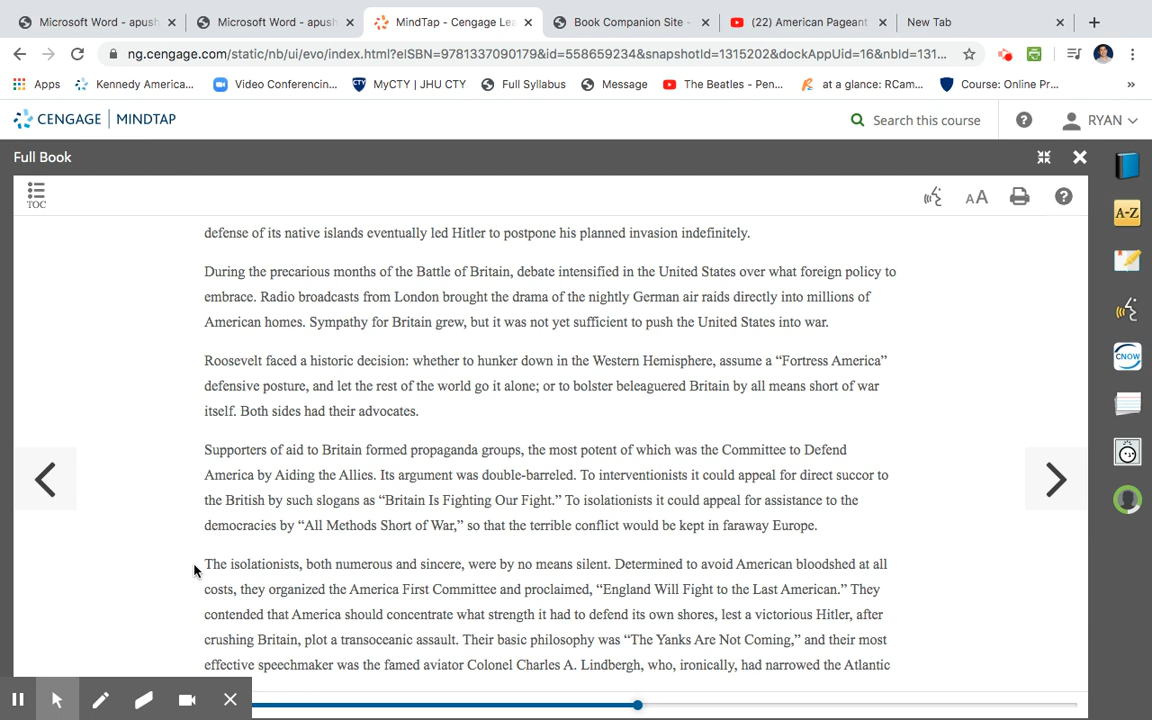 Microsoft Word - apush
Microsoft Word - apush
MindTap - Cengage Le
Book Companion Site -
(22) American Pageant
New Tab
ng.cengage.com/static/nb/ui/evo/index.html?eISBN=9781337090179&id=558659234&snapshotId=1315202&dockAppUid=16&nbId=131...
Apps
Kennedy America...
Video Conferencin...
MyCTY | JHU CTY
Full Syllabus
Message
The Beatles - Pen...
at a glance: RCam...
Course: Online Pr...
»
CENGAGE | MINDTAP
Search this course
RYAN
Full Book
TOC
AA
A-Z
CNOW
defense of its native islands eventually led Hitler to postpone his planned invasion indefinitely.
During the precarious months of the Battle of Britain, debate intensified in the United States over what foreign policy to
embrace. Radio broadcasts from London brought the drama of the nightly German air raids directly into millions of
American homes. Sympathy for Britain grew, but it was not yet sufficient to push the United States into war.
Roosevelt faced a historic decision: whether to hunker down in the Western Hemisphere, assume a “Fortress America”
defensive posture, and let the rest of the world go it alone; or to bolster beleaguered Britain by all means short of war
itself. Both sides had their advocates.
Supporters of aid to Britain formed propaganda groups, the most potent of which was the Committee to Defend
America by Aiding the Allies. Its argument was double-barreled. To interventionists it could appeal for direct succor to
the British by such slogans as “Britain Is Fighting Our Fight.” To isolationists it could appeal for assistance to the
democracies by “All Methods Short of War,” so that the terrible conflict would be kept in faraway Europe.
The isolationists, both numerous and sincere, were by no means silent. Determined to avoid American bloodshed at all
costs, they organized the America First Committee and proclaimed, “England Will Fight to the Last American.” They
contended that America should concentrate what strength it had to defend its own shores, lest a victorious Hitler, after
crushing Britain, plot a transoceanic assault. Their basic philosophy was “The Yanks Are Not Coming,” and their most
effective speechmaker was the famed aviator Colonel Charles A. Lindbergh, who, ironically, had narrowed the Atlantic